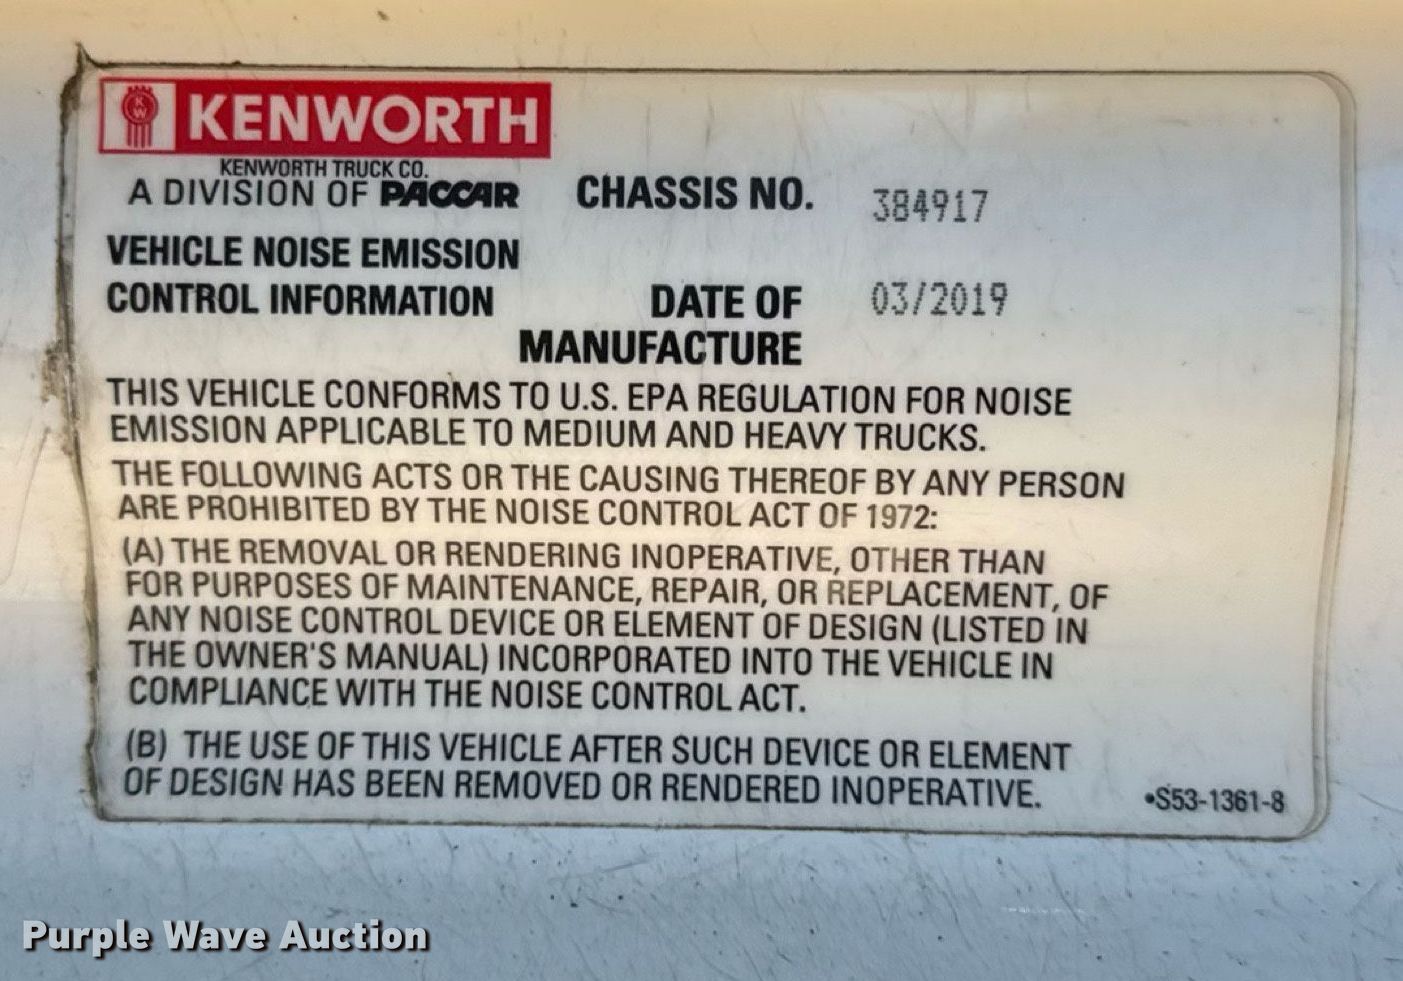 KENWORTH
KENWORTH TRUCK CO.
A DIVISION OF PACCAR
CHASSIS NO. 384917
VEHICLE NOISE EMISSION
CONTROL INFORMATION
DATE OF 03/2019
MANUFACTURE
THIS VEHICLE CONFORMS TO U.S. EPA REGULATION FOR NOISE
EMISSION APPLICABLE TO MEDIUM AND HEAVY TRUCKS.
THE FOLLOWING ACTS OR THE CAUSING THEREOF BY ANY PERSON
ARE PROHIBITED BY THE NOISE CONTROL ACT OF 1972:
(A) THE REMOVAL OR RENDERING INOPERATIVE, OTHER THAN
FOR PURPOSES OF MAINTENANCE, REPAIR, OR REPLACEMENT, OF
ANY NOISE CONTROL DEVICE OR ELEMENT OF DESIGN (LISTED IN
THE OWNER'S MANUAL) INCORPORATED INTO THE VEHICLE IN
COMPLIANCE WITH THE NOISE CONTROL ACT.
(B) THE USE OF THIS VEHICLE AFTER SUCH DEVICE OR ELEMENT
OF DESIGN HAS BEEN REMOVED OR RENDERED INOPERATIVE.
•S53-1361-8
Purple Wave Auction